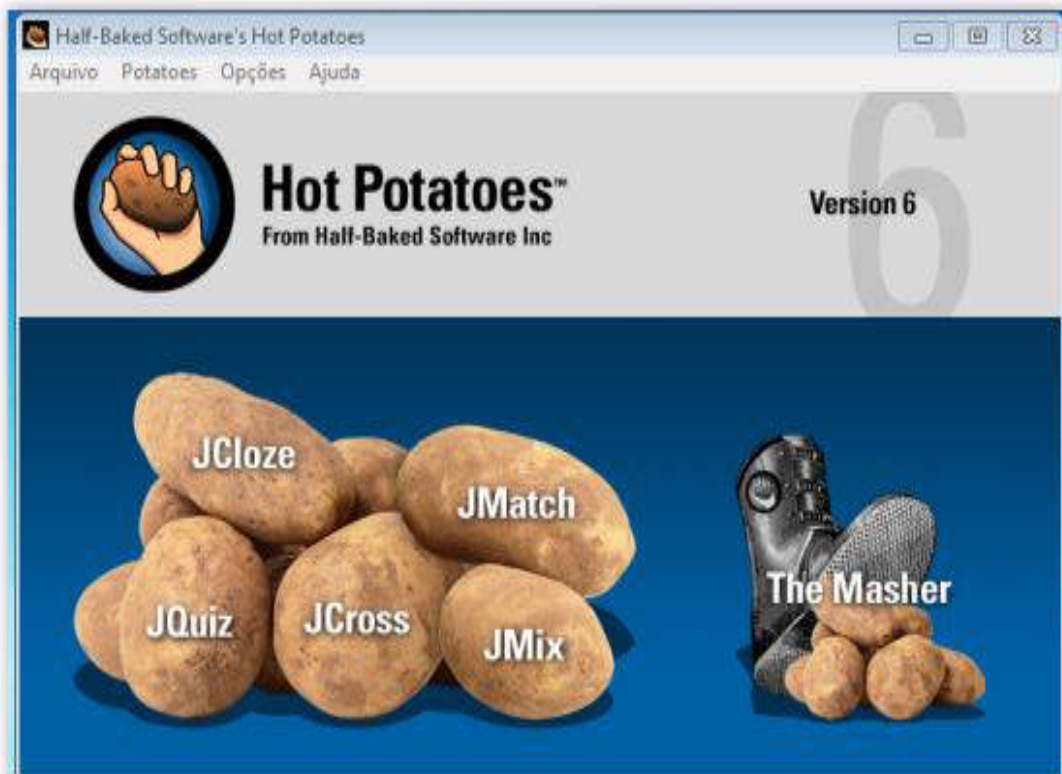 Half-Baked Software's Hot Potatoes
Arquivo Potatoes Opções Ajuda
6
Hot Potatoes™
Version 6
From Half-Baked Software Inc
JCloze
JMatch
The Masher
JQuiz
JCross
JMix